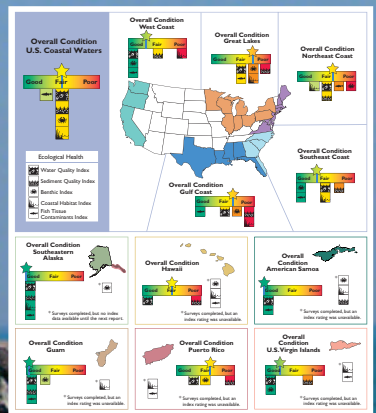 Overall Condition
U.S. Coastal Waters
Good Fair Poor
Ecological Health
Water Quality Index
Sediment Quality Index
Benthic Index
Coastal Habitat Index
Fish Tissue
Contaminants Index
Overall Condition
West Coast
Good Fair Poor
Overall Condition
Great Lakes
Good Fair Poor
Overall Condition
Northeast Coast
Good Fair Poor
Overall Condition
Southeast Coast
Good Fair Poor
Overall Condition
Gulf Coast
Good Fair Poor
Overall Condition
Southeastern
Alaska
Good Fair Poor
* Surveys completed, but no index
data available until the next report.
Overall Condition
Hawaii
Good Fair Poor
* Surveys completed, but an
index rating was unavailable.
Overall
Condition
American Samoa
Good Fair Poor
* Surveys completed, but an
index rating was unavailable.
Overall Condition
Guam
Good Fair Poor
* Surveys completed, but an
index rating was unavailable.
Overall Condition
Puerto Rico
Good Fair Poor
* Surveys completed, but an
index rating was unavailable.
Overall
Condition
U.S. Virgin Islands
Good Fair Poor
* Surveys completed, but an
index rating was unavailable.